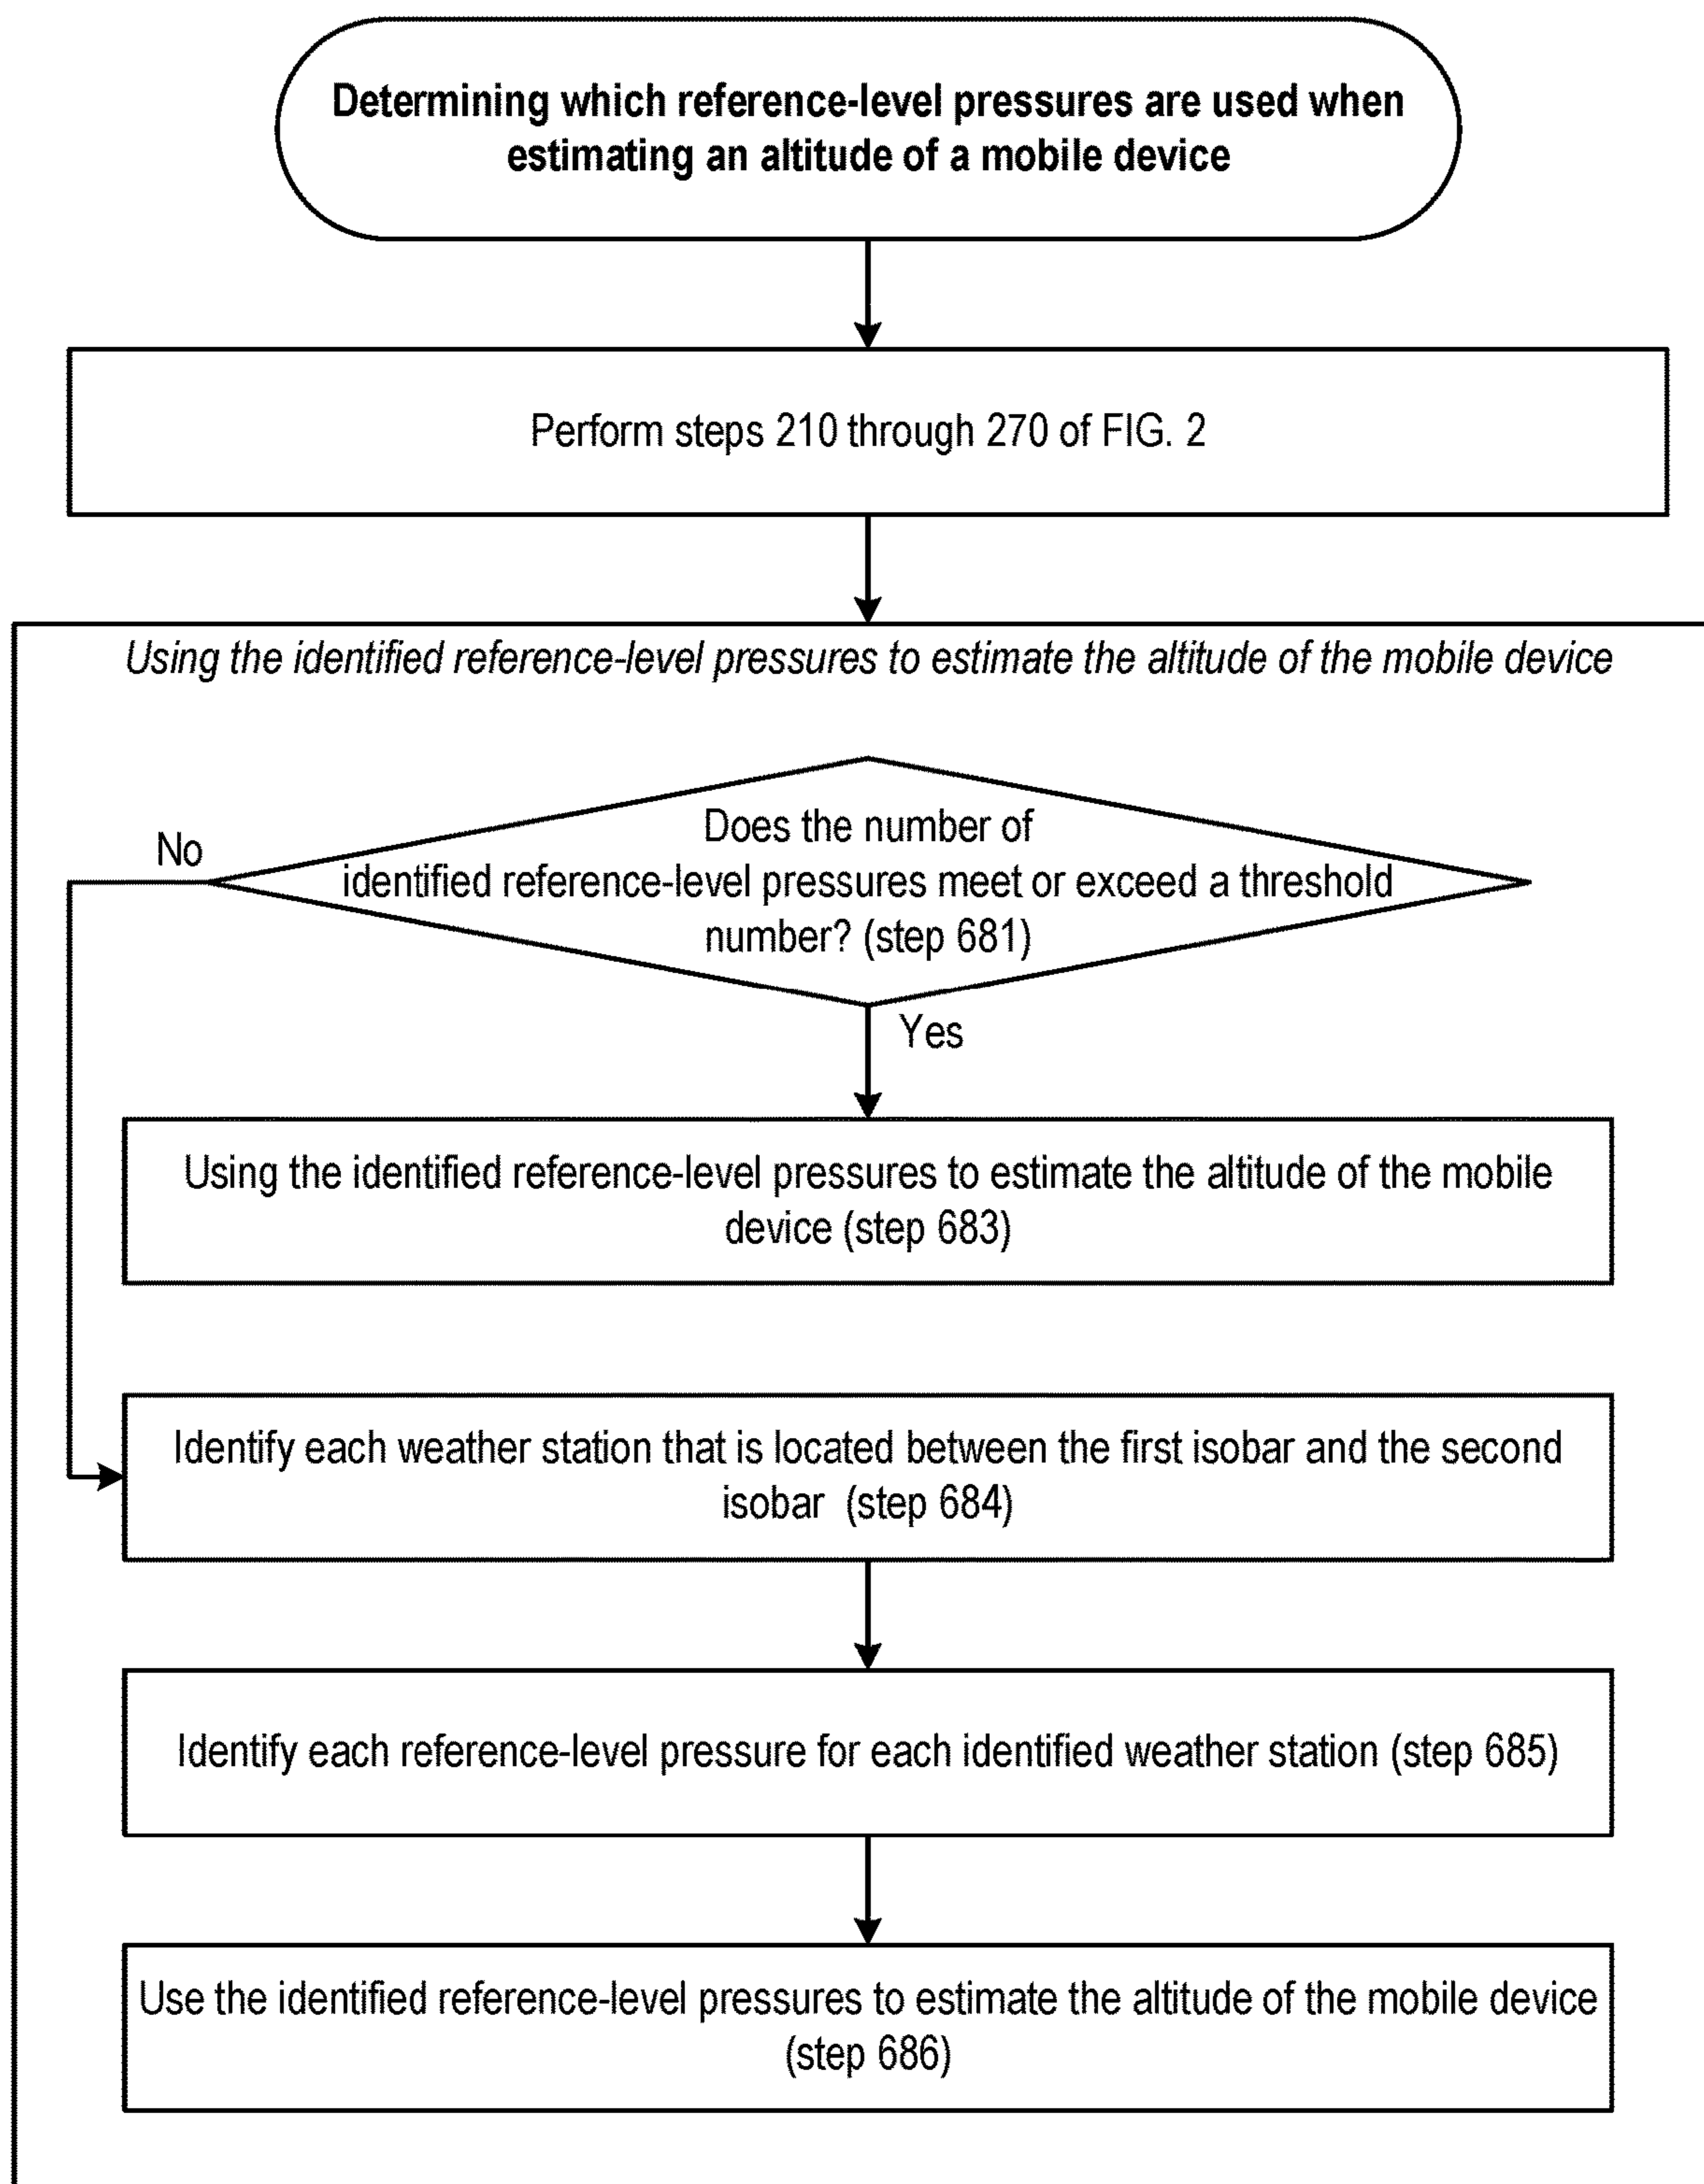 Determining which reference-level pressures are used when
estimating an altitude of a mobile device
Perform steps 210 through 270 of FIG. 2
Using the identified reference-level pressures to estimate the altitude of the mobile device
Does the number of
identified reference-level pressures meet or exceed a threshold
number? (step 681)
No
Yes
Using the identified reference-level pressures to estimate the altitude of the mobile
device (step 683)
Identify each weather station that is located between the first isobar and the second
isobar (step 684)
Identify each reference-level pressure for each identified weather station (step 685)
Use the identified reference-level pressures to estimate the altitude of the mobile device
(step 686)